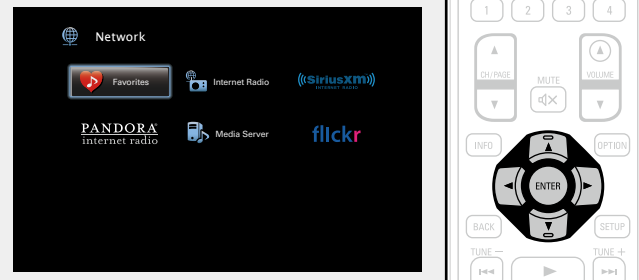 Network
Favorites
Internet Radio
((SiriusXM))
INTERNET RADIO
PANDORA®
internet radio
Media Server
flickr
1 2 3 4
CH/PAGE
MUTE
VOLUME
INFO
OPTION
ENTER
BACK
SETUP
TUNE −
TUNE +